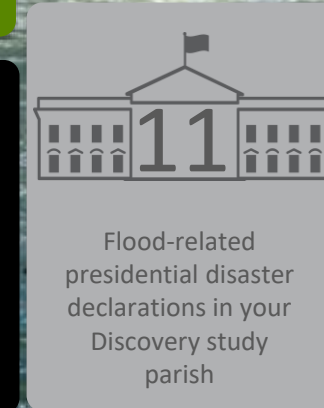 11
Flood-related
presidential disaster
declarations in your
Discovery study
parish